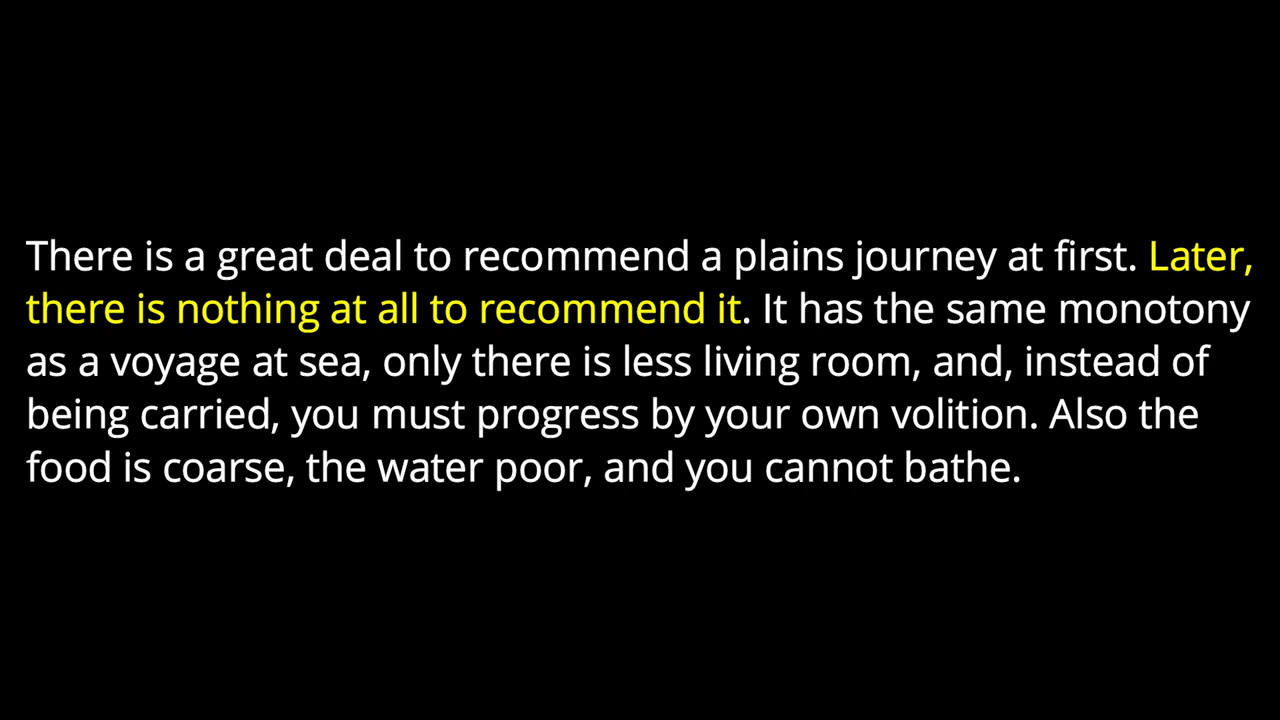 There is a great deal to recommend a plains journey at first. Later,
there is nothing at all to recommend it. It has the same monotony
as a voyage at sea, only there is less living room, and, instead of
being carried, you must progress by your own volition. Also the
food is coarse, the water poor, and you cannot bathe.